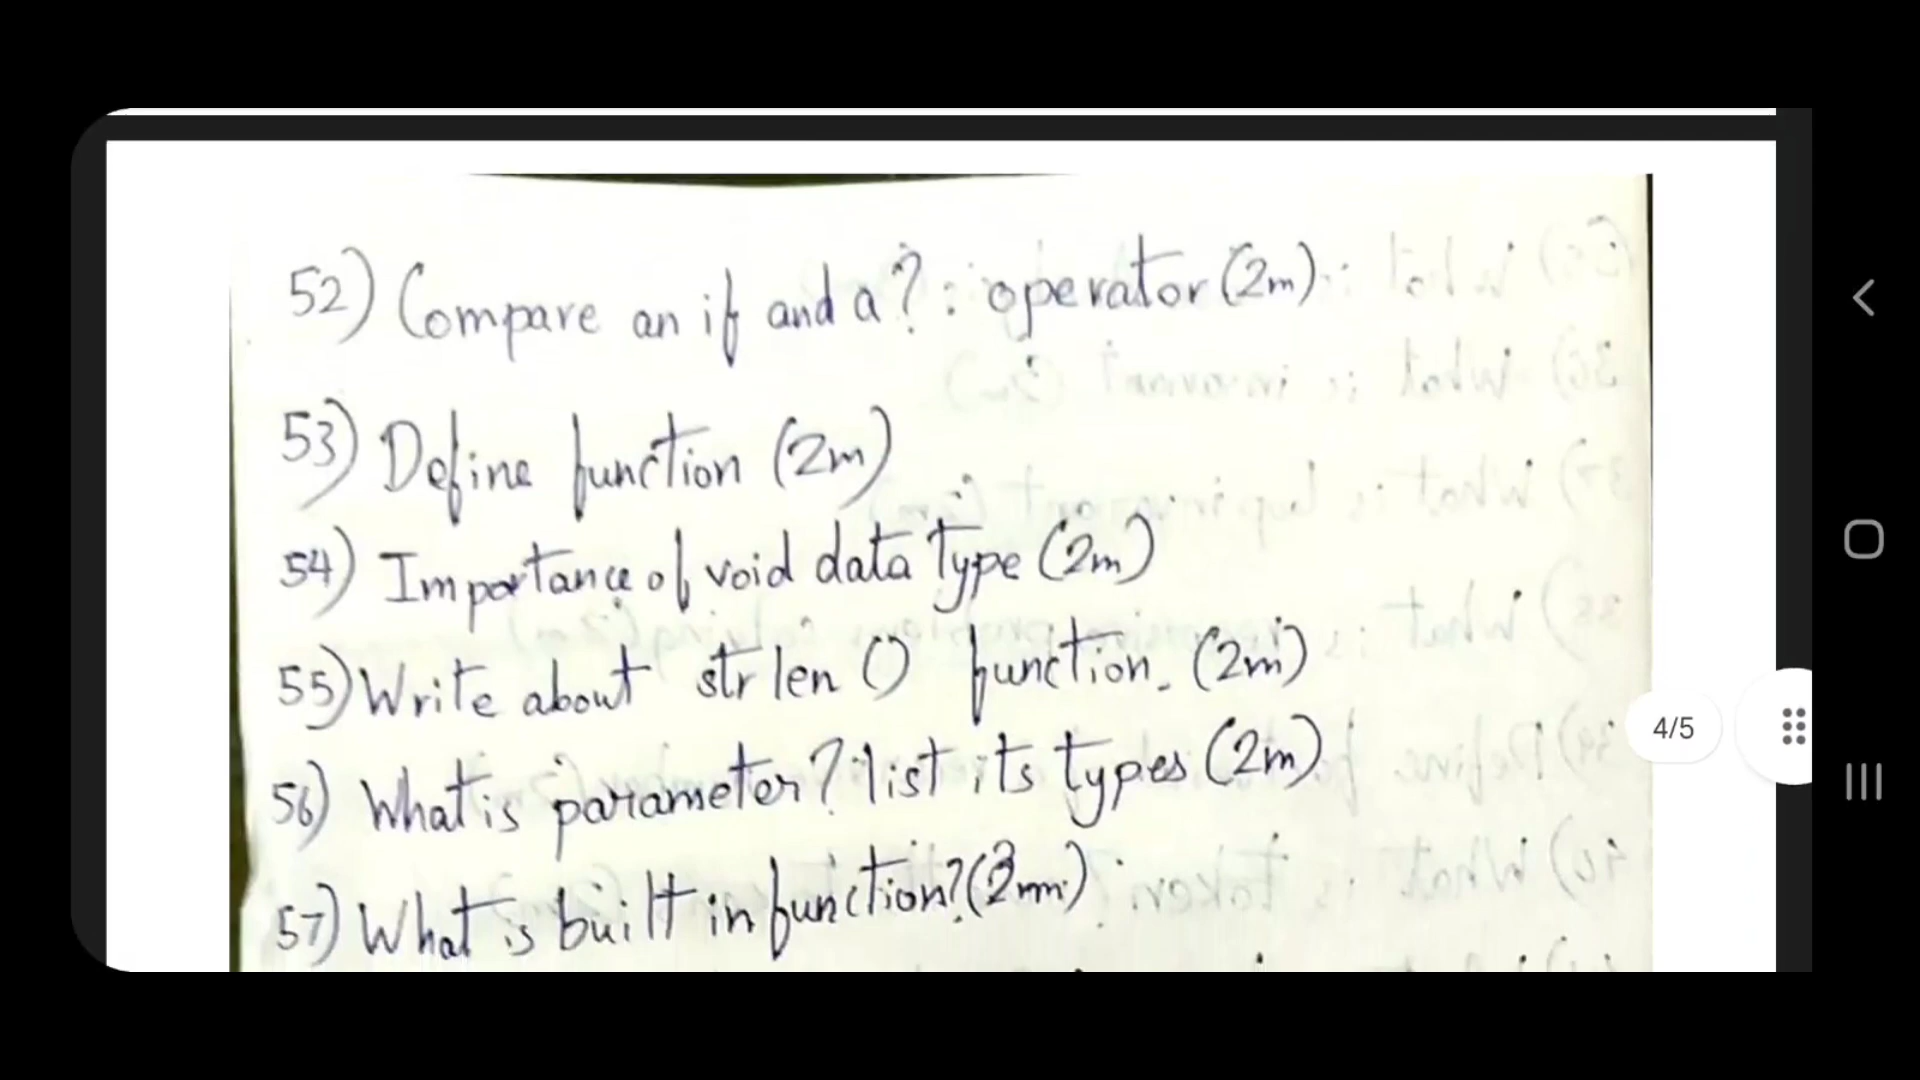 52) Compare an if and a ? : operator (2m)
53) Define function (2m)
54) Importance of void data type (2m)
55) Write about strlen () function. (2m)
56) What is parameter? list its types (2m)
4/5
57) What is built in function? (2m)